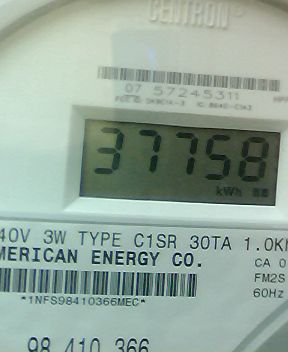 CENTRON®
07 57245311
37758
kWh
40V 3W TYPE C1SR 30TA 1.0K
MERICAN ENERGY CO.
CA 0
FM2S
*1NFS98410366MEC*
60Hz
98 410 366